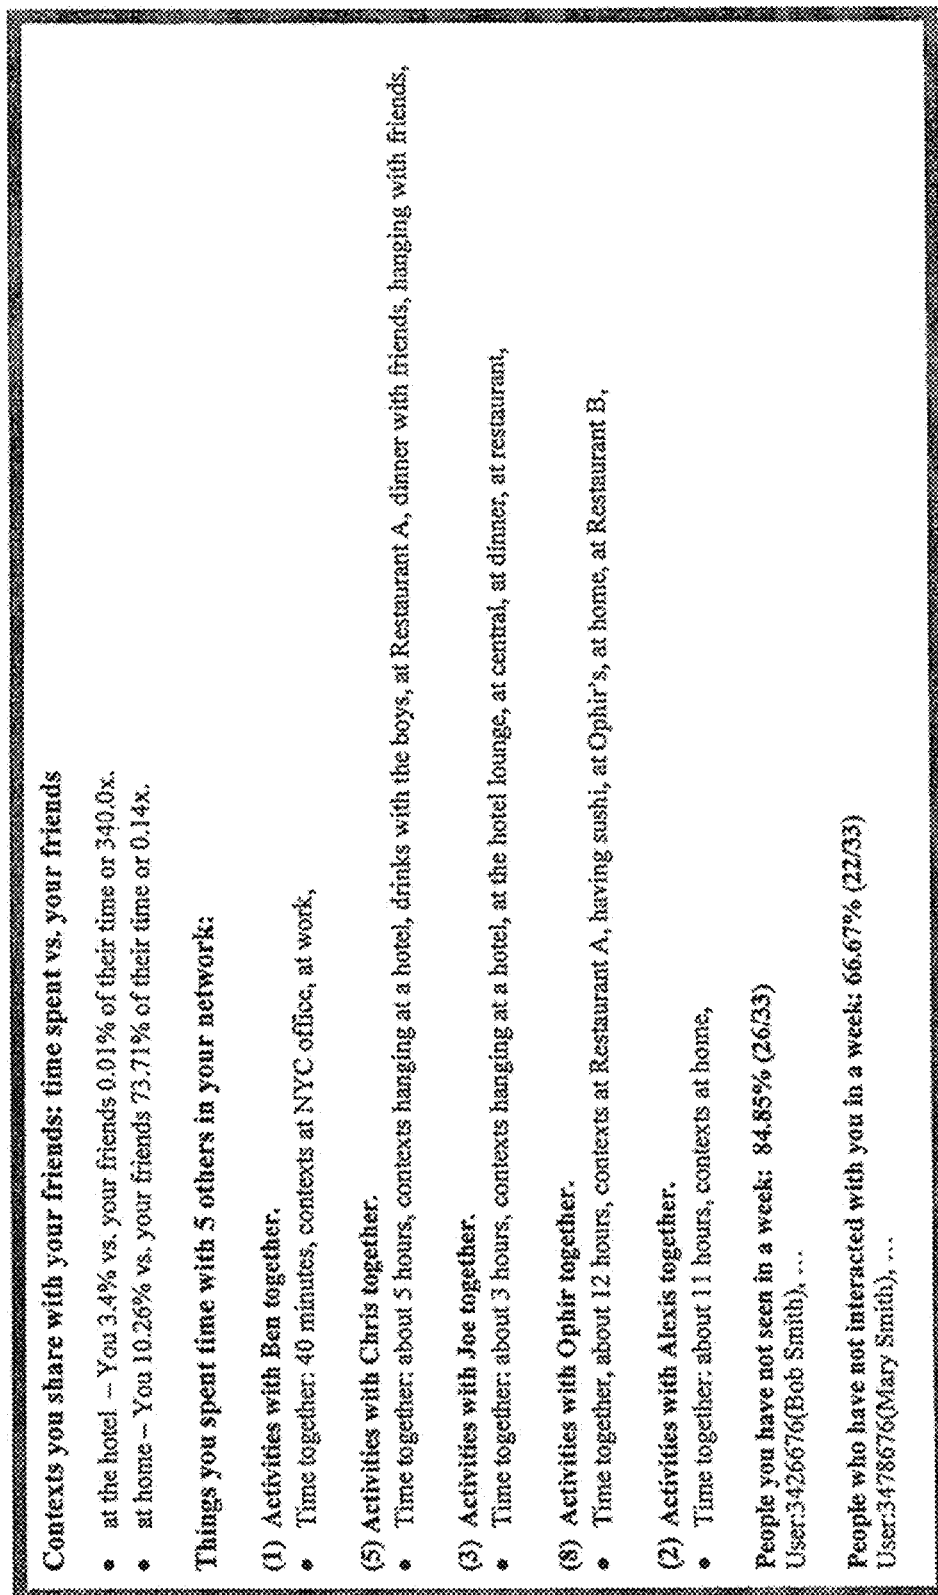 Contexts you share with your friends: time spent vs. your friends
• at the hotel – You 3.4% vs. your friends 0.01% of their time or 340.0x.
• at home – You 10.26% vs. your friends 73.71% of their time or 0.14x.
Things you spent time with 5 others in your network:
(1) Activities with Ben together.
• Time together: 40 minutes, contexts at NYC office, at work,
(5) Activities with Chris together.
• Time together: about 5 hours, contexts hanging at a hotel, drinks with the boys, at Restaurant A, dinner with friends, hanging with friends,
(3) Activities with Joe together.
• Time together: about 3 hours, contexts hanging at a hotel, at the hotel lounge, at central, at dinner, at restaurant,
(8) Activities with Ophir together.
• Time together, about 12 hours, contexts at Restaurant A, having sushi, at Ophir's, at home, at Restaurant B,
(2) Activities with Alexis together.
• Time together: about 11 hours, contexts at home,
People you have not seen in a week: 84.85% (26/33)
User:3426676(Bob Smith), ...
People who have not interacted with you in a week: 66.67% (22/33)
User:3478676(Mary Smith), ...